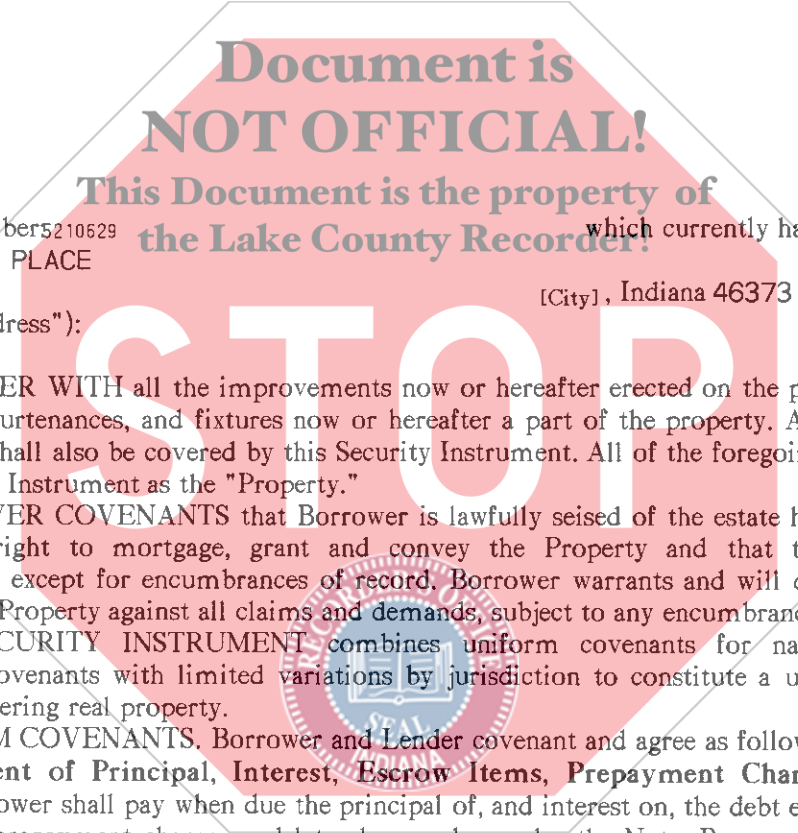 Document is
NOT OFFICIAL!
This Document is the property of
the Lake County Recorder!
ber5210629 which currently ha
PLACE
[City], Indiana 46373
dress"):
STOP
ER WITH all the improvements now or hereafter erected on the p
urtenances, and fixtures now or hereafter a part of the property. A
hall also be covered by this Security Instrument. All of the foregoin
Instrument as the "Property."
ER COVENANTS that Borrower is lawfully seised of the estate h
right to mortgage, grant and convey the Property and that t
except for encumbrances of record. Borrower warrants and will d
Property against all claims and demands, subject to any encumbranc
CURITY INSTRUMENT combines uniform covenants for na
ovenants with limited variations by jurisdiction to constitute a u
ering real property.
M COVENANTS. Borrower and Lender covenant and agree as follow
ent of Principal, Interest, Escrow Items, Prepayment Char
ower shall pay when due the principal of, and interest on, the debt e
RECORDER'S OFFICE
SEAL
INDIANA